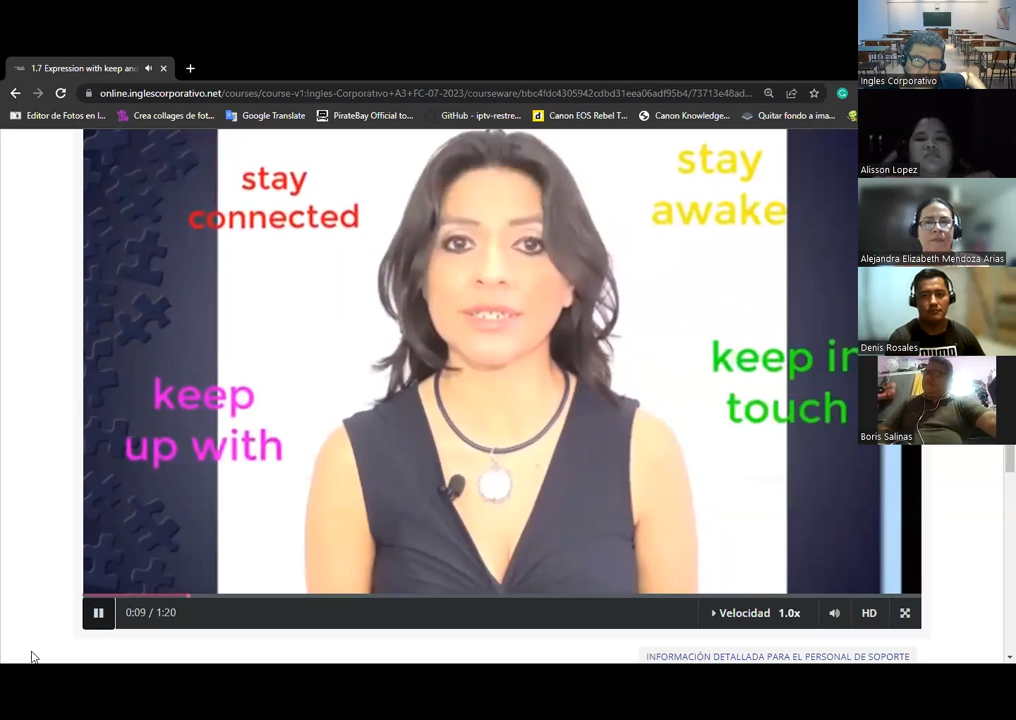 1.7 Expression with keep and
online.inglescorporativo.net/courses/course-v1:Ingles-Corporativo+A3+FC-07-2023/courseware/bbc4fdc4305942cdbd31eea06adf95b4/73713e48ad...
Editor de Fotos en l... Crea collages de fot... Google Translate PirateBay Official to... GitHub - iptv-restre... Canon EOS Rebel T... Canon Knowledge... Quitar fondo a ima...
stay
connected
stay
awake
keep
up with
keep in
touch
0:09 / 1:20
Velocidad 1.0x
HD
INFORMACIÓN DETALLADA PARA EL PERSONAL DE SOPORTE
Ingles Corporativo
Alisson Lopez
Alejandra Elizabeth Mendoza Arias
Denis Rosales
Boris Salinas